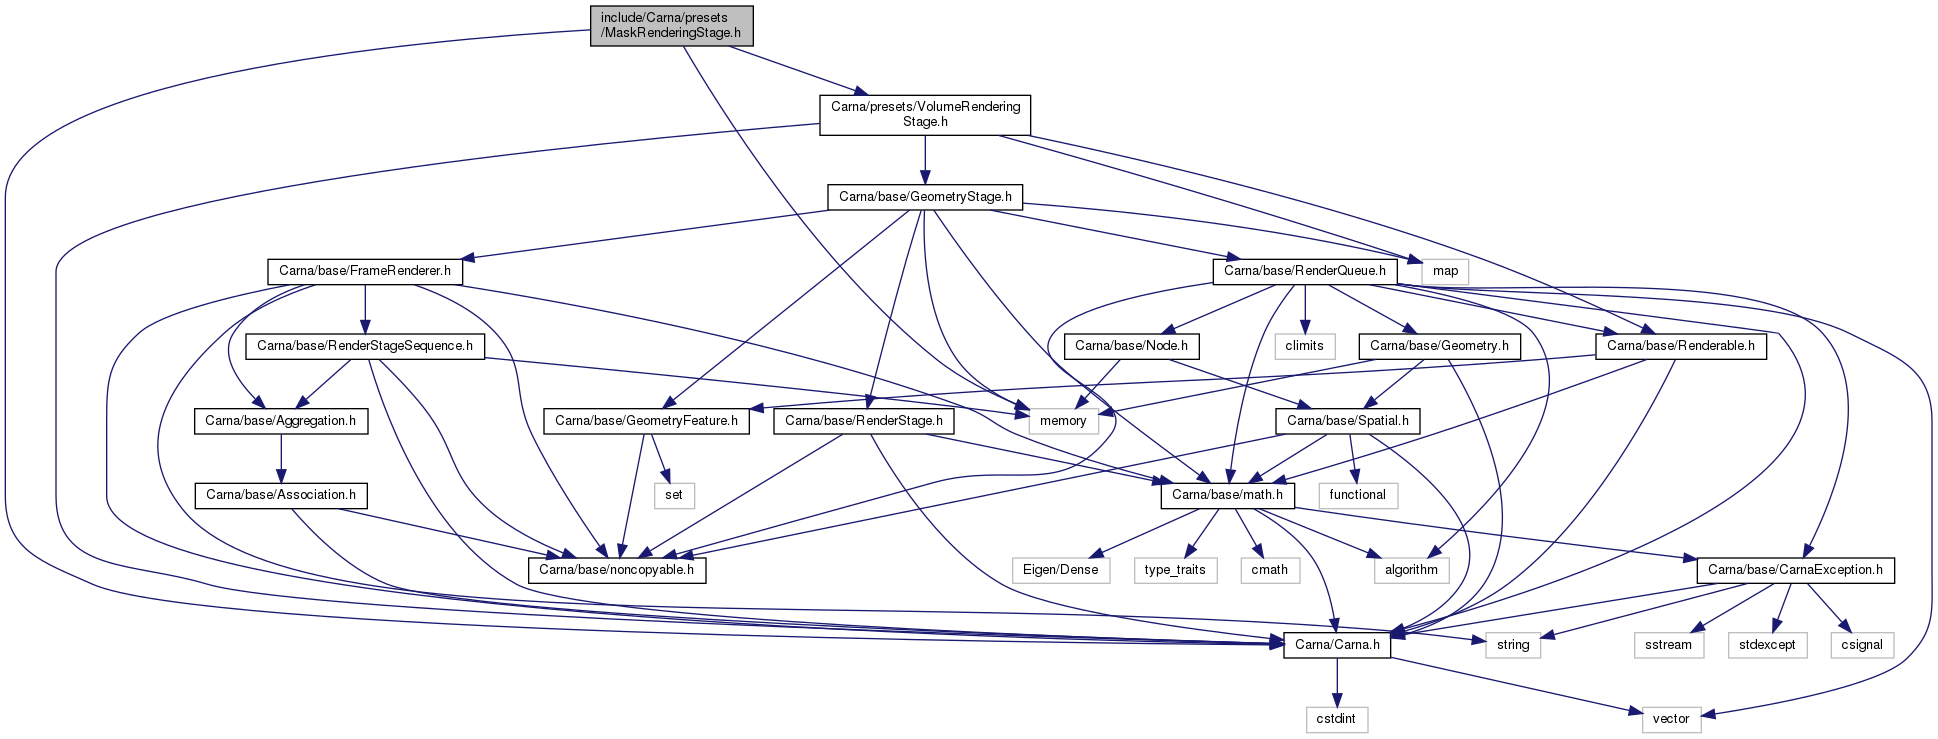 include/Carna/presets
/MaskRenderingStage.h
Carna/presets/VolumeRendering
Stage.h
Carna/base/GeometryStage.h
Carna/base/FrameRenderer.h
Carna/base/RenderQueue.h
map
Carna/base/RenderStageSequence.h
Carna/base/Node.h
climits
Carna/base/Geometry.h
Carna/base/Renderable.h
Carna/base/Aggregation.h
Carna/base/GeometryFeature.h
Carna/base/RenderStage.h
memory
Carna/base/Spatial.h
Carna/base/Association.h
set
Carna/base/math.h
functional
Carna/base/noncopyable.h
Eigen/Dense
type_traits
cmath
algorithm
Carna/base/CarnaException.h
Carna/Carna.h
string
sstream
stdexcept
csignal
cstdint
vector